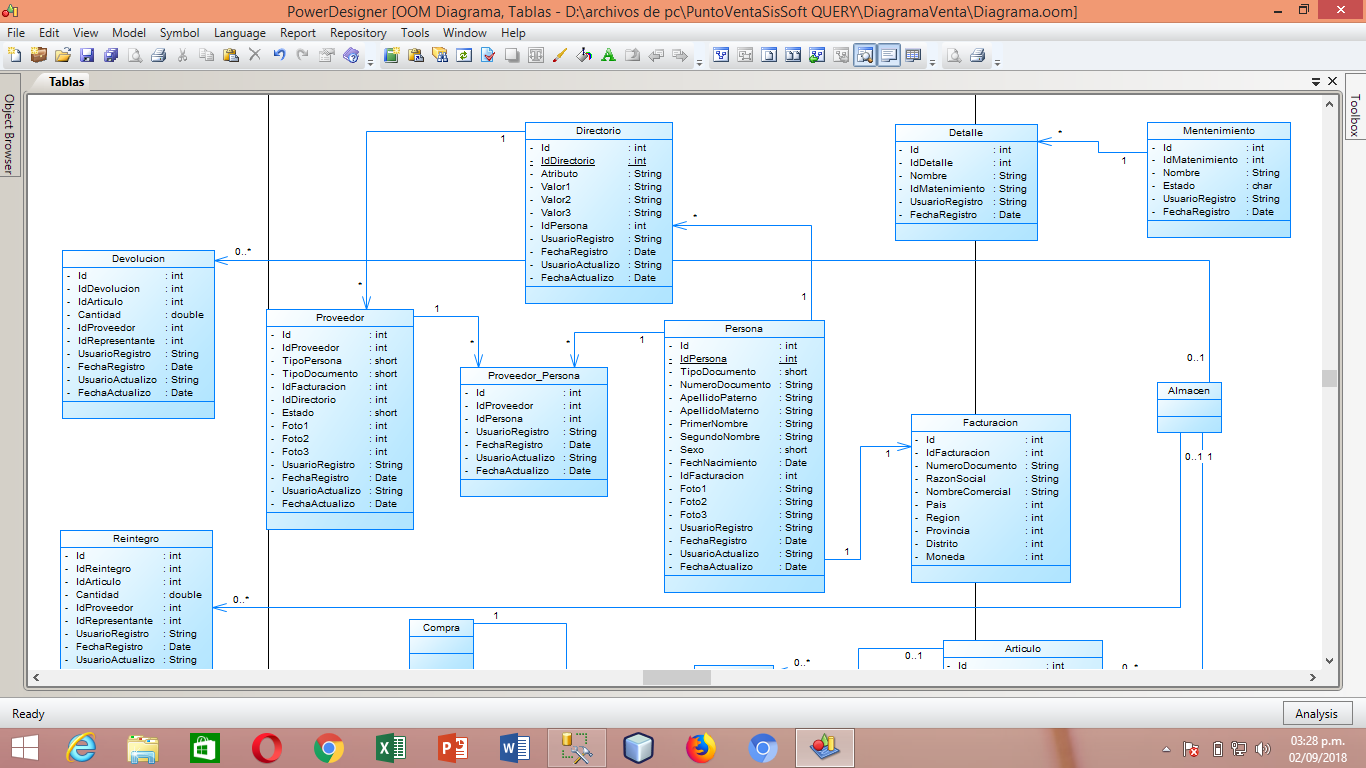 PowerDesigner [OOM Diagrama, Tablas - D:\archivos de pc\PuntoVentaSisSoft QUERY\DiagramaVenta\Diagrama.oom]
File Edit View Model Symbol Language Report Repository Tools Window Help
Tablas
Object Browser
Toolbox
Directorio
- Id : int
- IdDirectorio : int
- Atributo : String
- Valor1 : String
- Valor2 : String
- Valor3 : String
- IdPersona : int
- UsuarioRegistro : String
- FechaRegistro : Date
- UsuarioActualizo : String
- FechaActualizo : Date
1
*
*
1
Detalle
- Id : int
- IdDetalle : int
- Nombre : String
- IdMatenimiento : String
- UsuarioRegistro : String
- FechaRegistro : Date
*
1
Mentenimiento
- Id : int
- IdMatenimiento : int
- Nombre : String
- Estado : char
- UsuarioRegistro : String
- FechaRegistro : Date
Devolucion
- Id : int
- IdDevolucion : int
- IdArticulo : int
- Cantidad : double
- IdProveedor : int
- IdRepresentante : int
- UsuarioRegistro : String
- FechaRegistro : Date
- UsuarioActualizo : String
- FechaActualizo : Date
0..*
0..1
Proveedor
- Id : int
- IdProveedor : int
- TipoPersona : short
- TipoDocumento : short
- IdFacturacion : int
- IdDirectorio : int
- Estado : short
- Foto1 : int
- Foto2 : int
- Foto3 : int
- UsuarioRegistro : String
- FechaRegistro : Date
- UsuarioActualizo : String
- FechaActualizo : Date
1
*
*
1
Proveedor_Persona
- Id : int
- IdProveedor : int
- IdPersona : int
- UsuarioRegistro : String
- FechaRegistro : Date
- UsuarioActualizo : String
- FechaActualizo : Date
Persona
- Id : int
- IdPersona : int
- TipoDocumento : short
- NumeroDocumento : String
- ApellidoPaterno : String
- ApellidoMaterno : String
- PrimerNombre : String
- SegundoNombre : String
- Sexo : short
- FechNacimiento : Date
- IdFacturacion : int
- Foto1 : String
- Foto2 : String
- Foto3 : String
- UsuarioRegistro : String
- FechaRegistro : Date
- UsuarioActualizo : String
- FechaActualizo : Date
1
1
Facturacion
- Id : int
- IdFacturacion : int
- NumeroDocumento : String
- RazonSocial : String
- NombreComercial : String
- Pais : int
- Region : int
- Provincia : int
- Distrito : int
- Moneda : int
Almacen
0..1 1
Reintegro
- Id : int
- IdReintegro : int
- IdArticulo : int
- Cantidad : double
- IdProveedor : int
- IdRepresentante : int
- UsuarioRegistro : String
- FechaRegistro : Date
- UsuarioActualizo : String
0..*
Compra
1
0..*
0..1
Articulo
- Id : int
0..*
Ready
Analysis
03:28 p.m.
02/09/2018